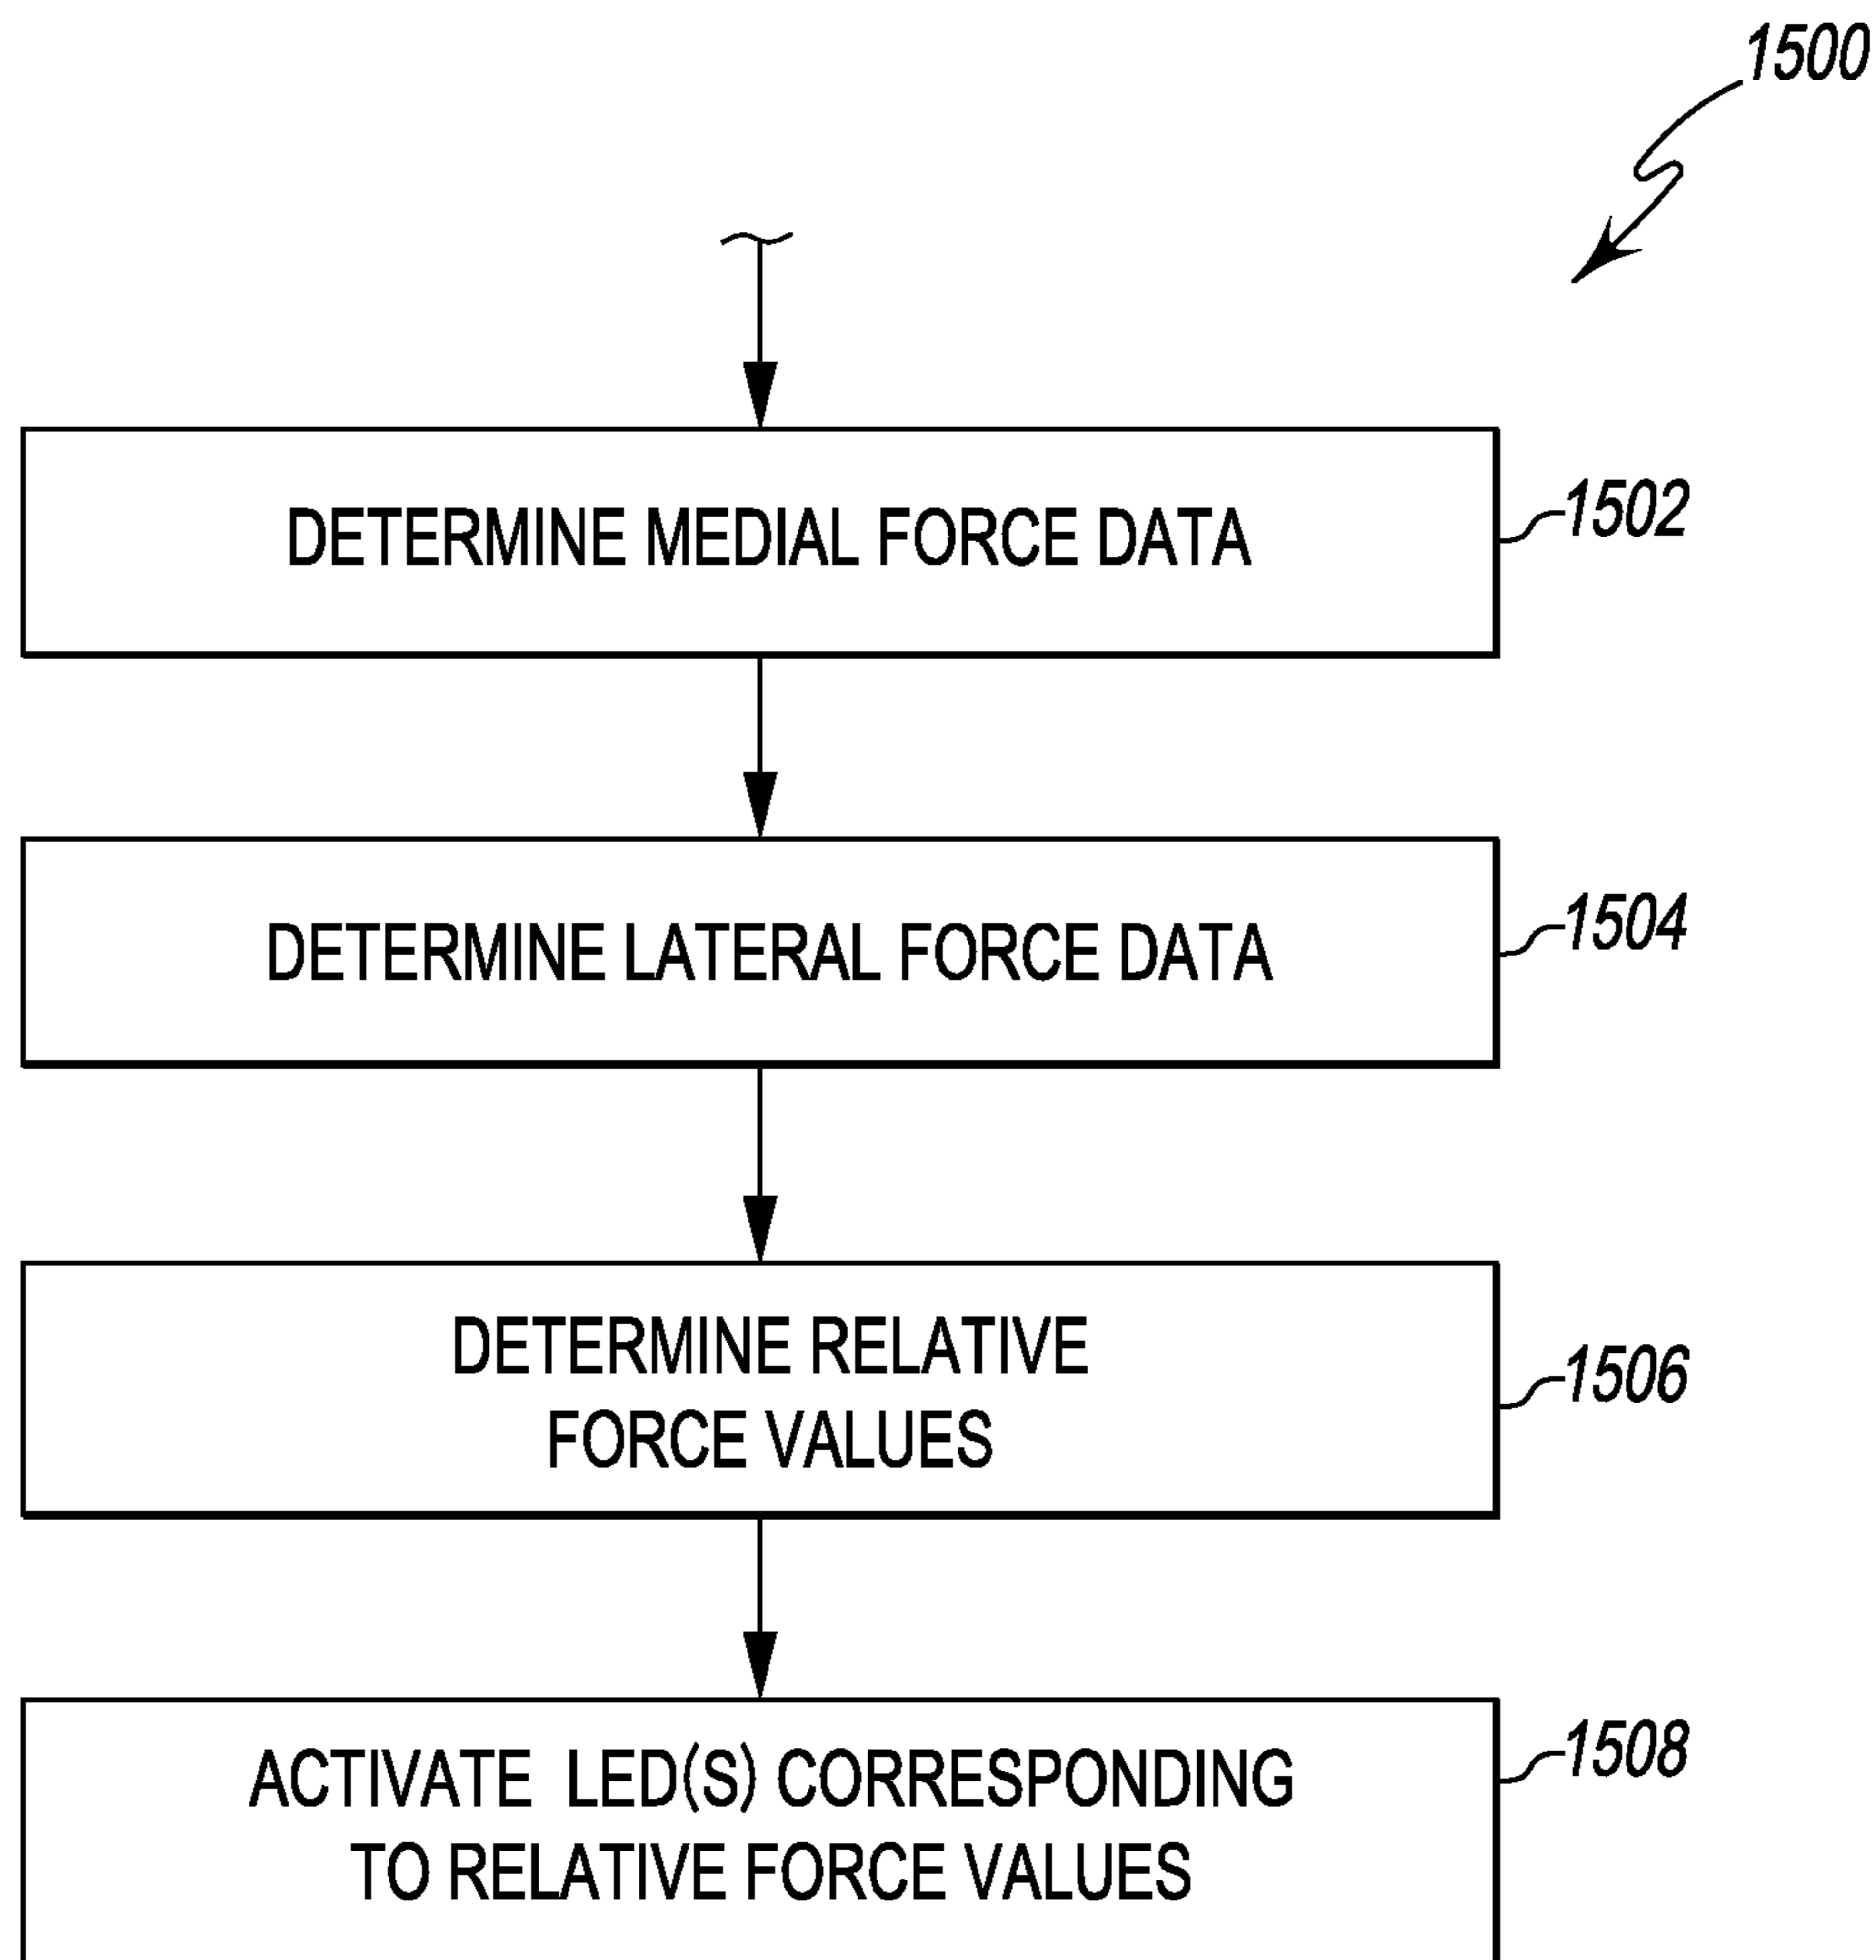 1500
DETERMINE MEDIAL FORCE DATA
1502
DETERMINE LATERAL FORCE DATA
1504
DETERMINE RELATIVE
FORCE VALUES
1506
ACTIVATE LED(S) CORRESPONDING
TO RELATIVE FORCE VALUES
1508